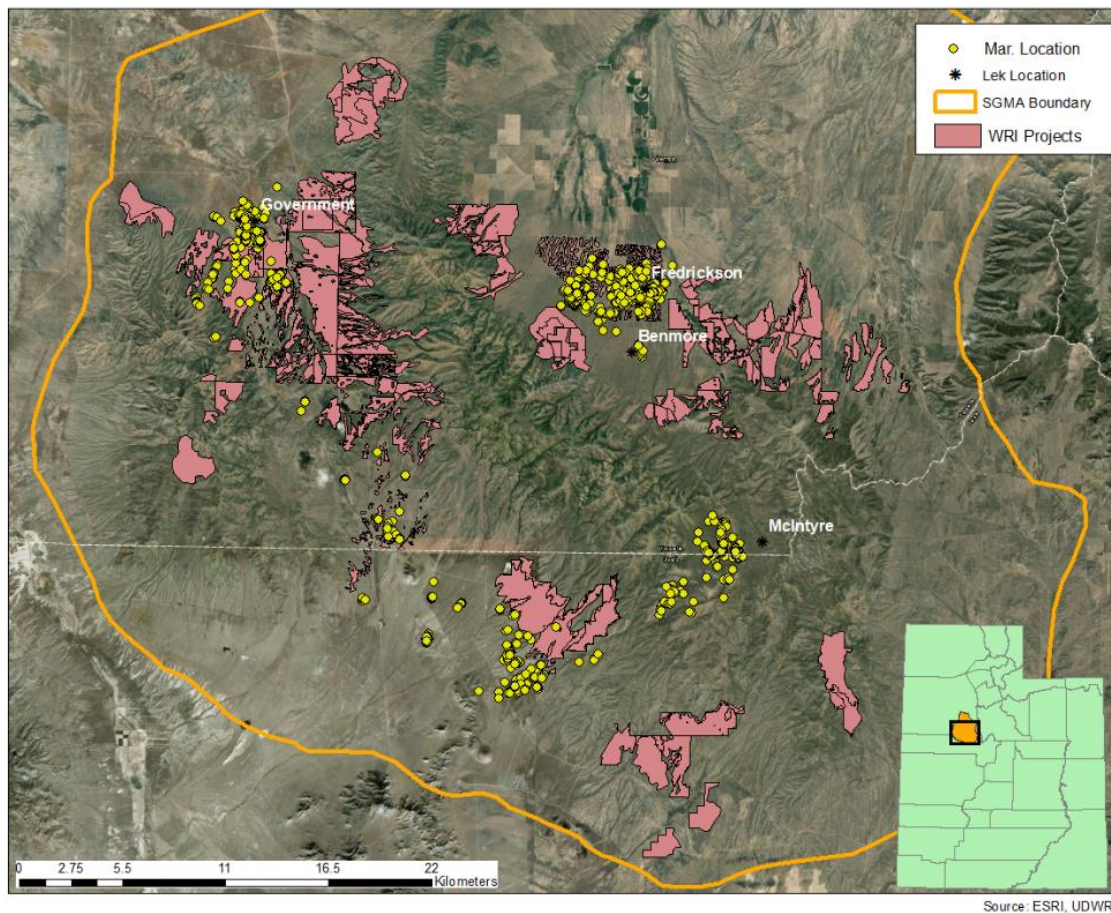 Mar. Location
Lek Location
SGMA Boundary
WRI Projects
Government
Fredrickson
Benmore
McIntyre
0 2.75 5.5 11 16.5 22
Kilometers
Source: ESRI, UDWR